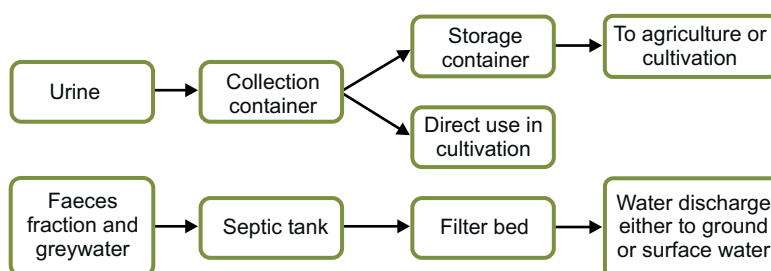 Urine
Collection
container
Storage
container
To agriculture or
cultivation
Direct use in
cultivation
Faeces
fraction and
greywater
Septic tank
Filter bed
Water discharge
either to ground
or surface water